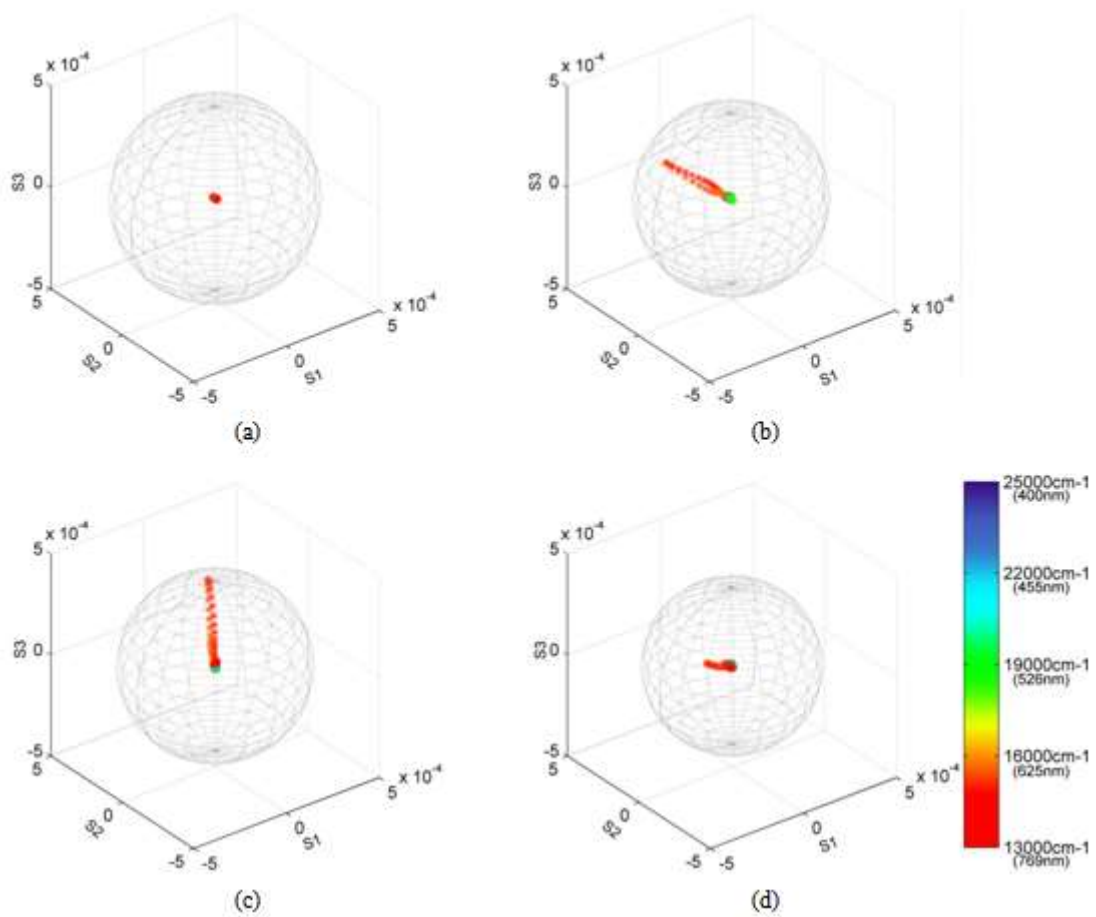 x 10⁻⁴
5
S3
0
-5
5
S2
0
-5
-5
0
S1
5
x 10⁻⁴
(a)
x 10⁻⁴
5
S3
0
-5
5
S2
0
-5
-5
0
S1
5
x 10⁻⁴
(b)
x 10⁻⁴
5
S3
0
-5
5
S2
0
-5
-5
0
S1
5
x 10⁻⁴
(c)
x 10⁻⁴
5
S3
0
-5
5
S2
0
-5
-5
0
S1
5
x 10⁻⁴
(d)
25000cm-1
(400nm)
22000cm-1
(455nm)
19000cm-1
(526nm)
16000cm-1
(625nm)
13000cm-1
(769nm)